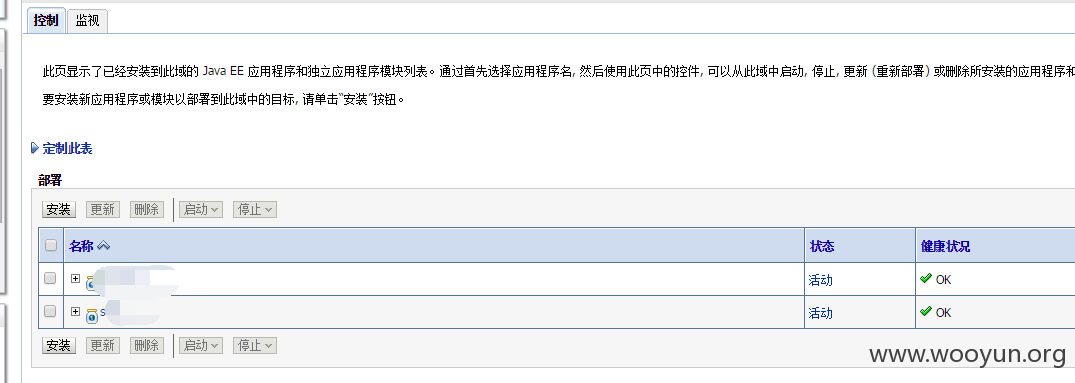 控制 监视
此页显示了已经安装到此域的 Java EE 应用程序和独立应用程序模块列表。通过首先选择应用程序名, 然后使用此页中的控件, 可以从此域中启动, 停止, 更新 (重新部署) 或删除所安装的应用程序和
要安装新应用程序或模块以部署到此域中的目标, 请单击“安装”按钮。
定制此表
部署
安装 更新 删除 启动 停止
名称 状态 健康状况
活动 OK
s 活动 OK
安装 更新 删除 启动 停止
www.wooyun.org